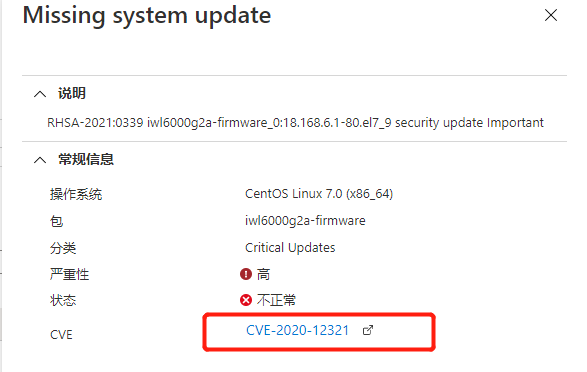 Missing system update
说明
RHSA-2021:0339 iwl6000g2a-firmware_0:18.168.6.1-80.el7_9 security update Important
常规信息
操作系统 CentOS Linux 7.0 (x86_64)
包 iwl6000g2a-firmware
分类 Critical Updates
严重性 高
状态 不正常
CVE CVE-2020-12321